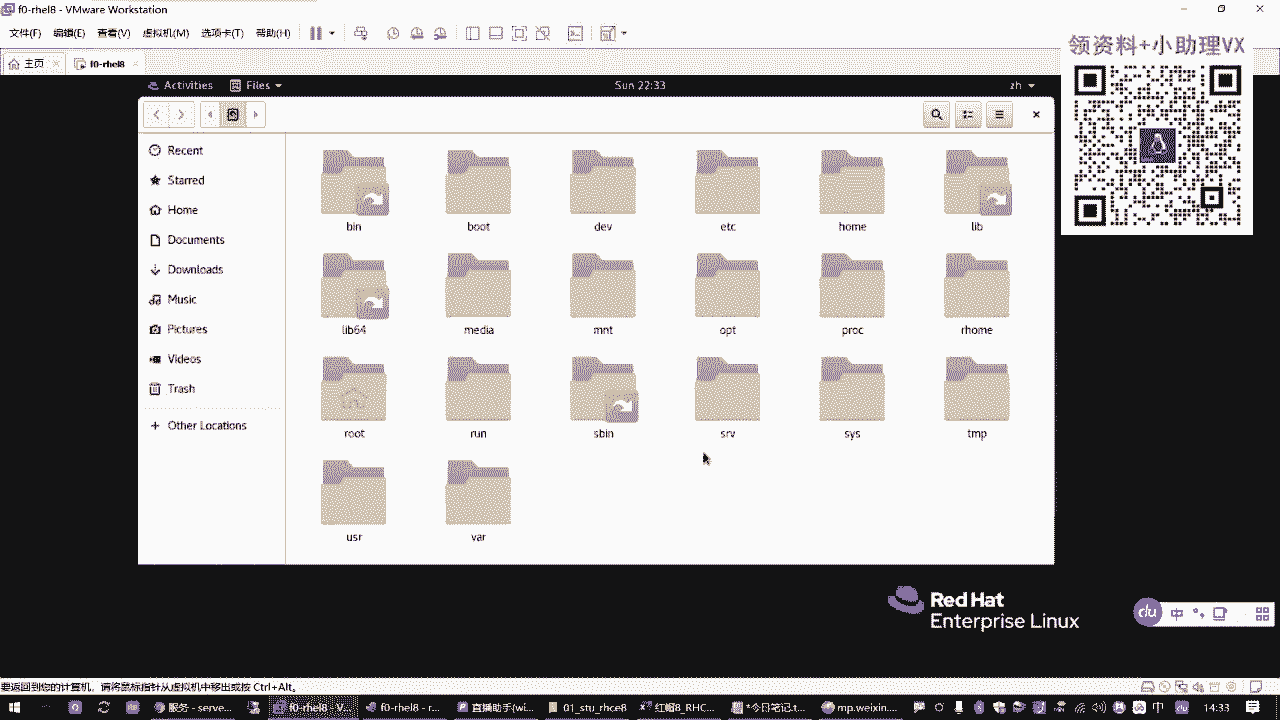 f0-rhel8 - VMware Workstation
文件(F) 编辑(E) 查看(V) 虚拟机(M) 选项卡(T) 帮助(H)
领资料+小助理VX
主页 f0-rhel8
Activities Files Sun 22:33 zh
Recent
Starred
Home
Documents
Downloads
Music
Pictures
Videos
Trash
Other Locations
bin boot dev etc home lib
lib64 media mnt opt proc rhome
root run sbin srv sys tmp
usr var
Red Hat
Enterprise Linux
du 中
要返回到您的计算机，请将鼠标指针从虚拟机中移出或按 Ctrl+Alt。
服务 - serve... f0-rhel8 - V... f0-rhel8 - r... 直播助手(wi... 01_stu_rhce8 红帽8_RHC... *今日笔记.t... mp.weixin.... 中 14:33